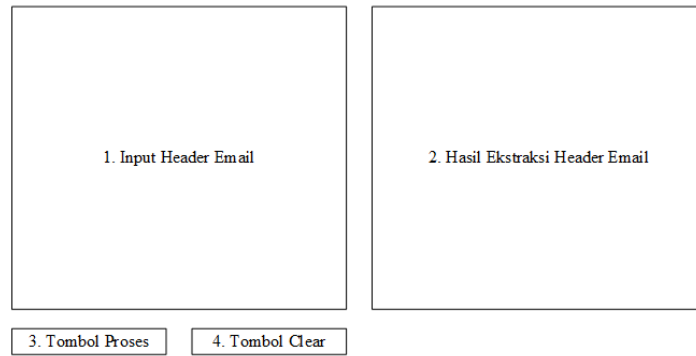 1. Input Header Email
2. Hasil Ekstraksi Header Email
3. Tombol Proses
4. Tombol Clear